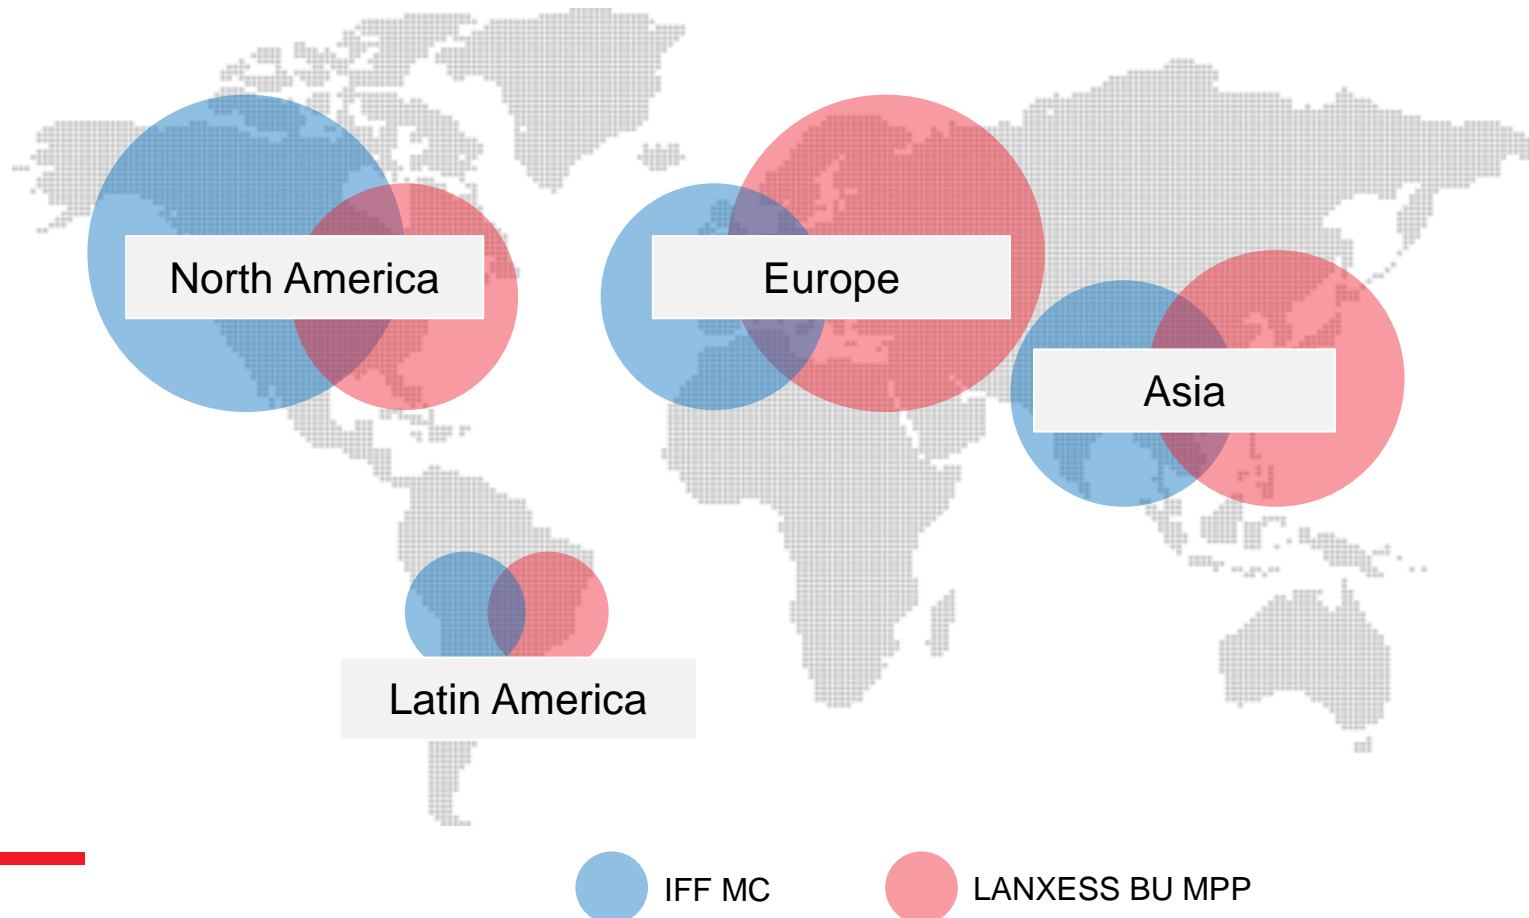 North America
Europe
Asia
Latin America
IFF MC
LANXESS BU MPP